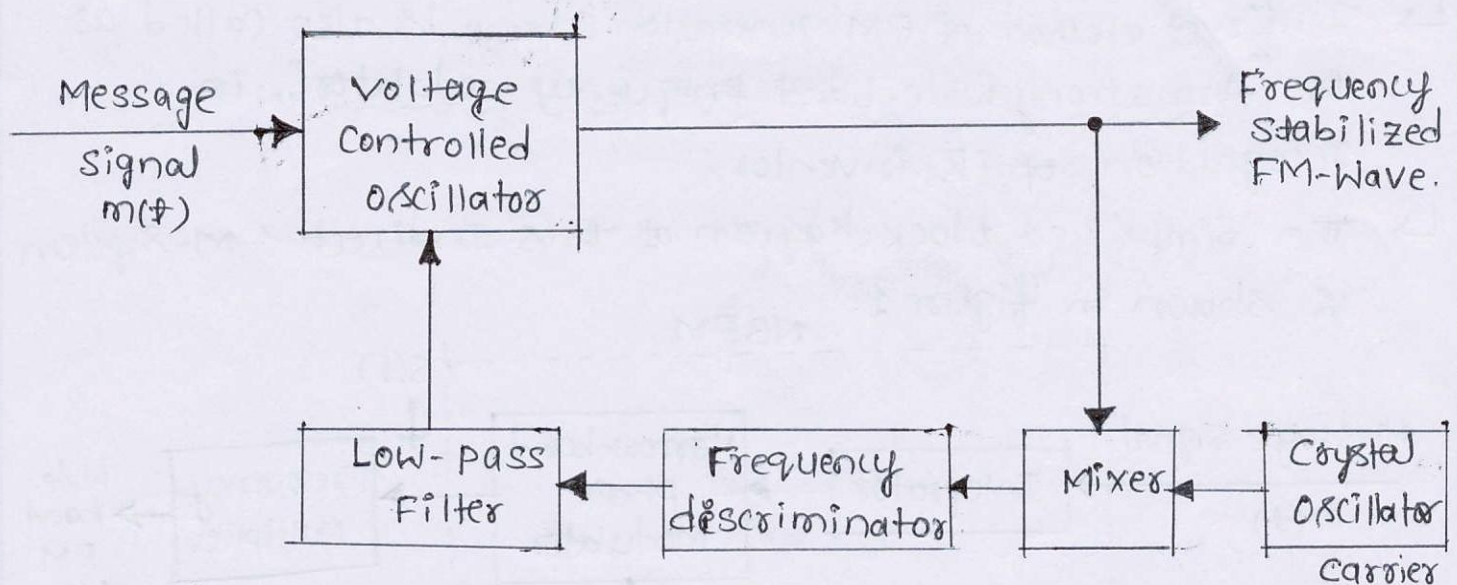 Message
Signal
m(t)
Voltage
Controlled
Oscillator
Frequency
Stabilized
FM-Wave.
Low-pass
Filter
Frequency
discriminator
Mixer
Crystal
Oscillator
Carrier